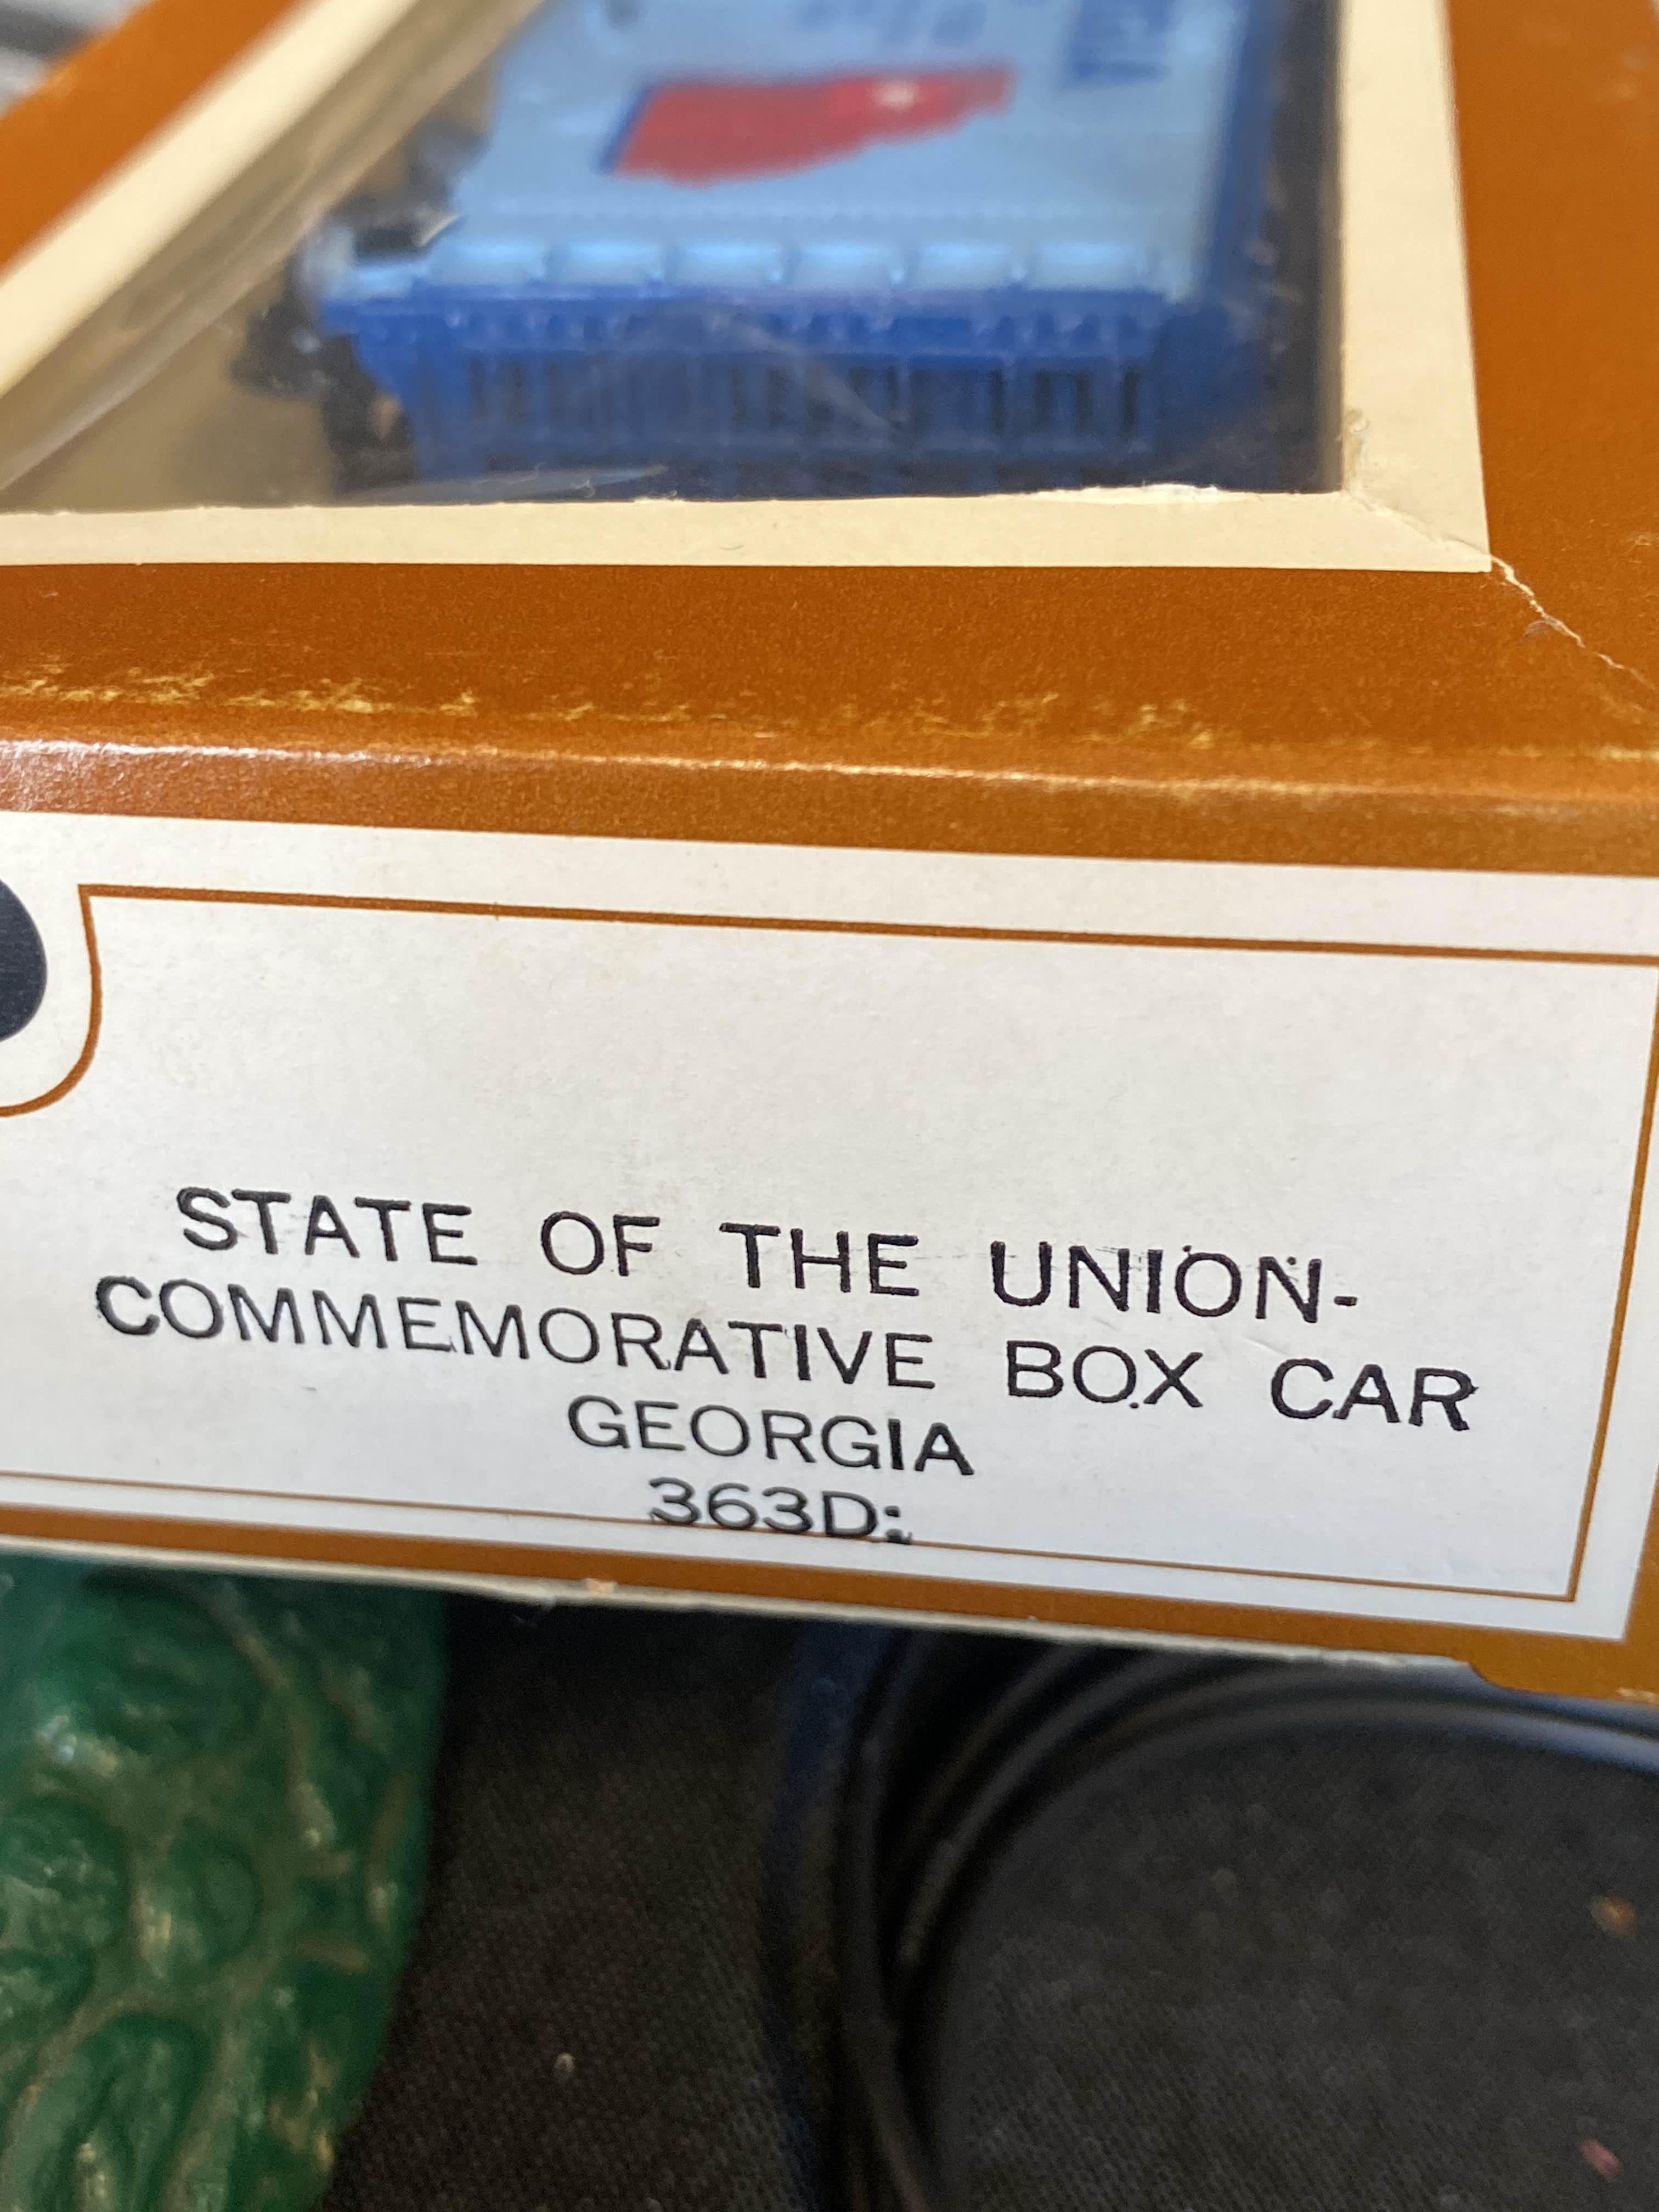 STATE OF THE UNION-
COMMEMORATIVE BOX CAR
GEORGIA
363D: